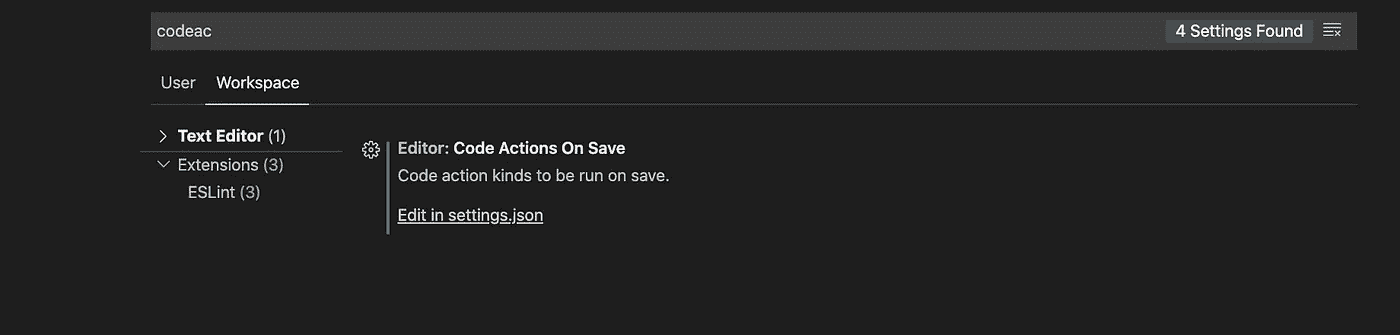 codeac
4 Settings Found
User Workspace
Text Editor (1)
Extensions (3)
ESLint (3)
Editor: Code Actions On Save
Code action kinds to be run on save.
Edit in settings.json